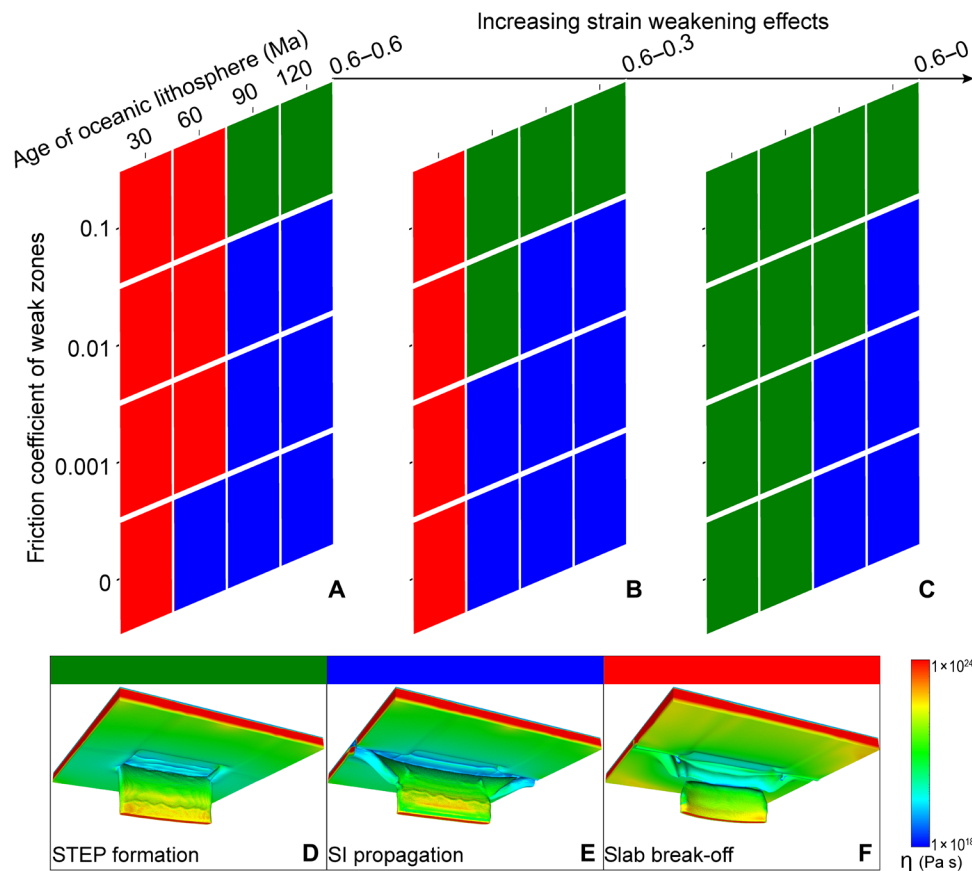 Increasing strain weakening effects
Age of oceanic lithosphere (Ma)
30
60
90
120
0.6–0.6
0.6–0.3
0.6–0
Friction coefficient of weak zones
0.1
0.01
0.001
0
A
B
C
STEP formation
D
SI propagation
E
Slab break-off
F
1×10²⁴
1×10¹⁸
η (Pa s)